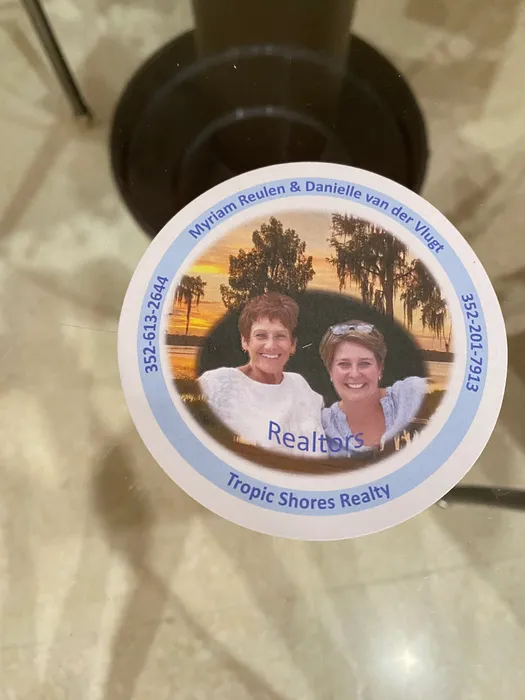 Myriam Reulen & Danielle van der Vlugt
352-613-2644
352-201-7913
Realtors
Tropic Shores Realty